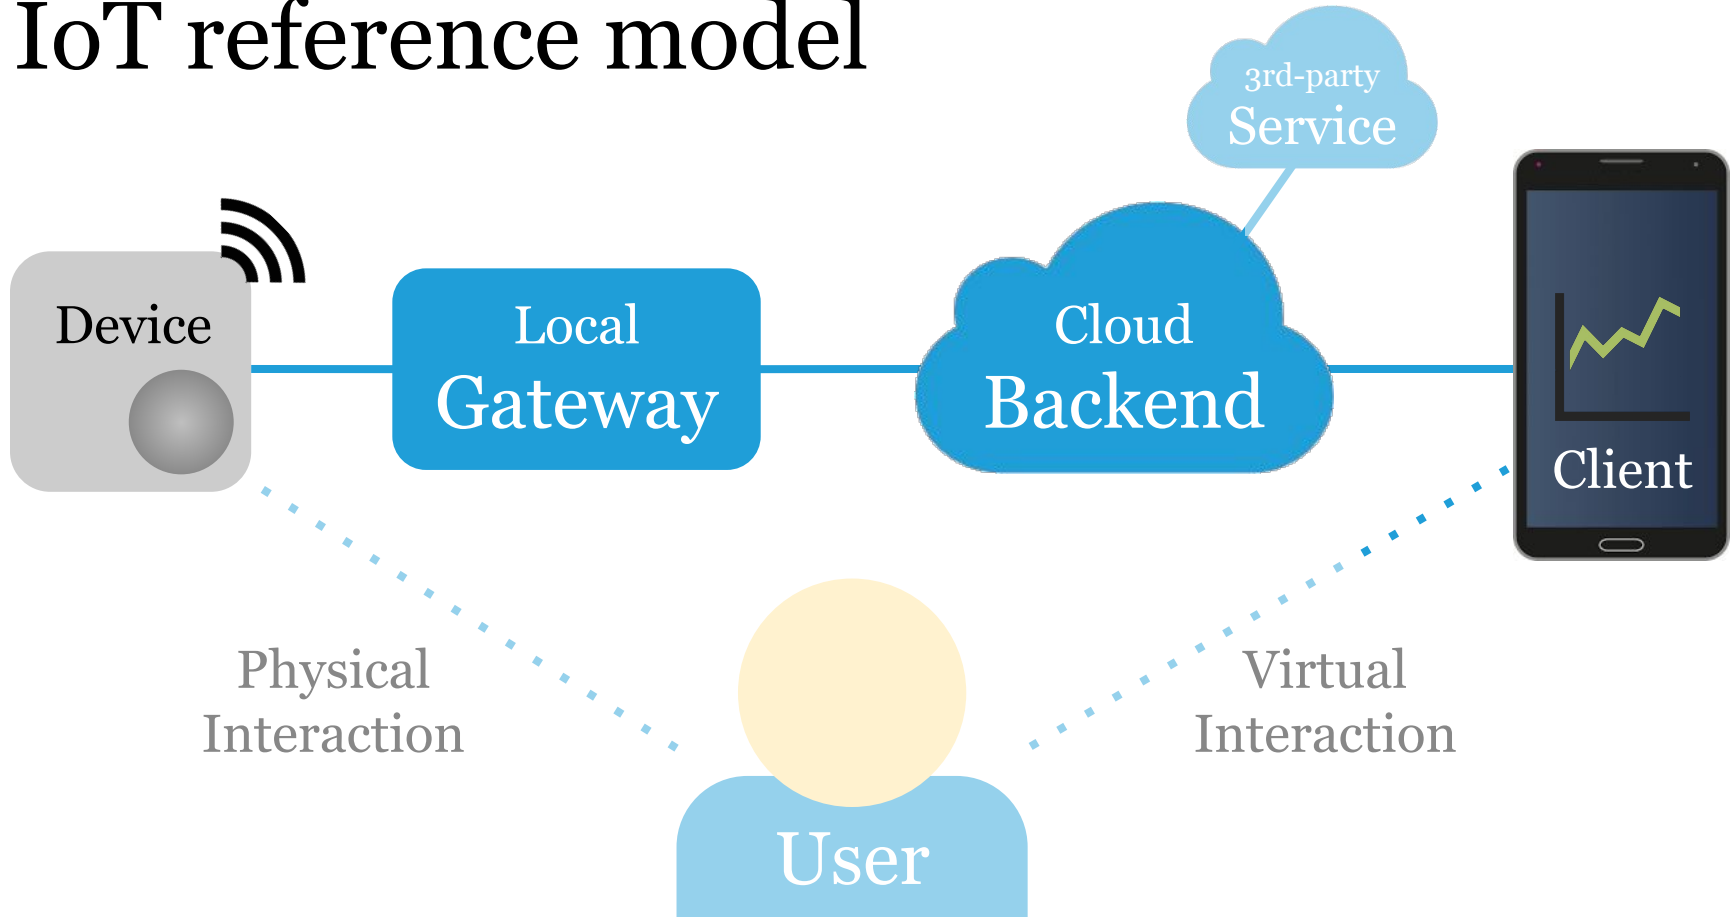 IoT reference model
3rd-party
Service
Device
Local
Gateway
Cloud
Backend
Client
Physical
Interaction
Virtual
Interaction
User